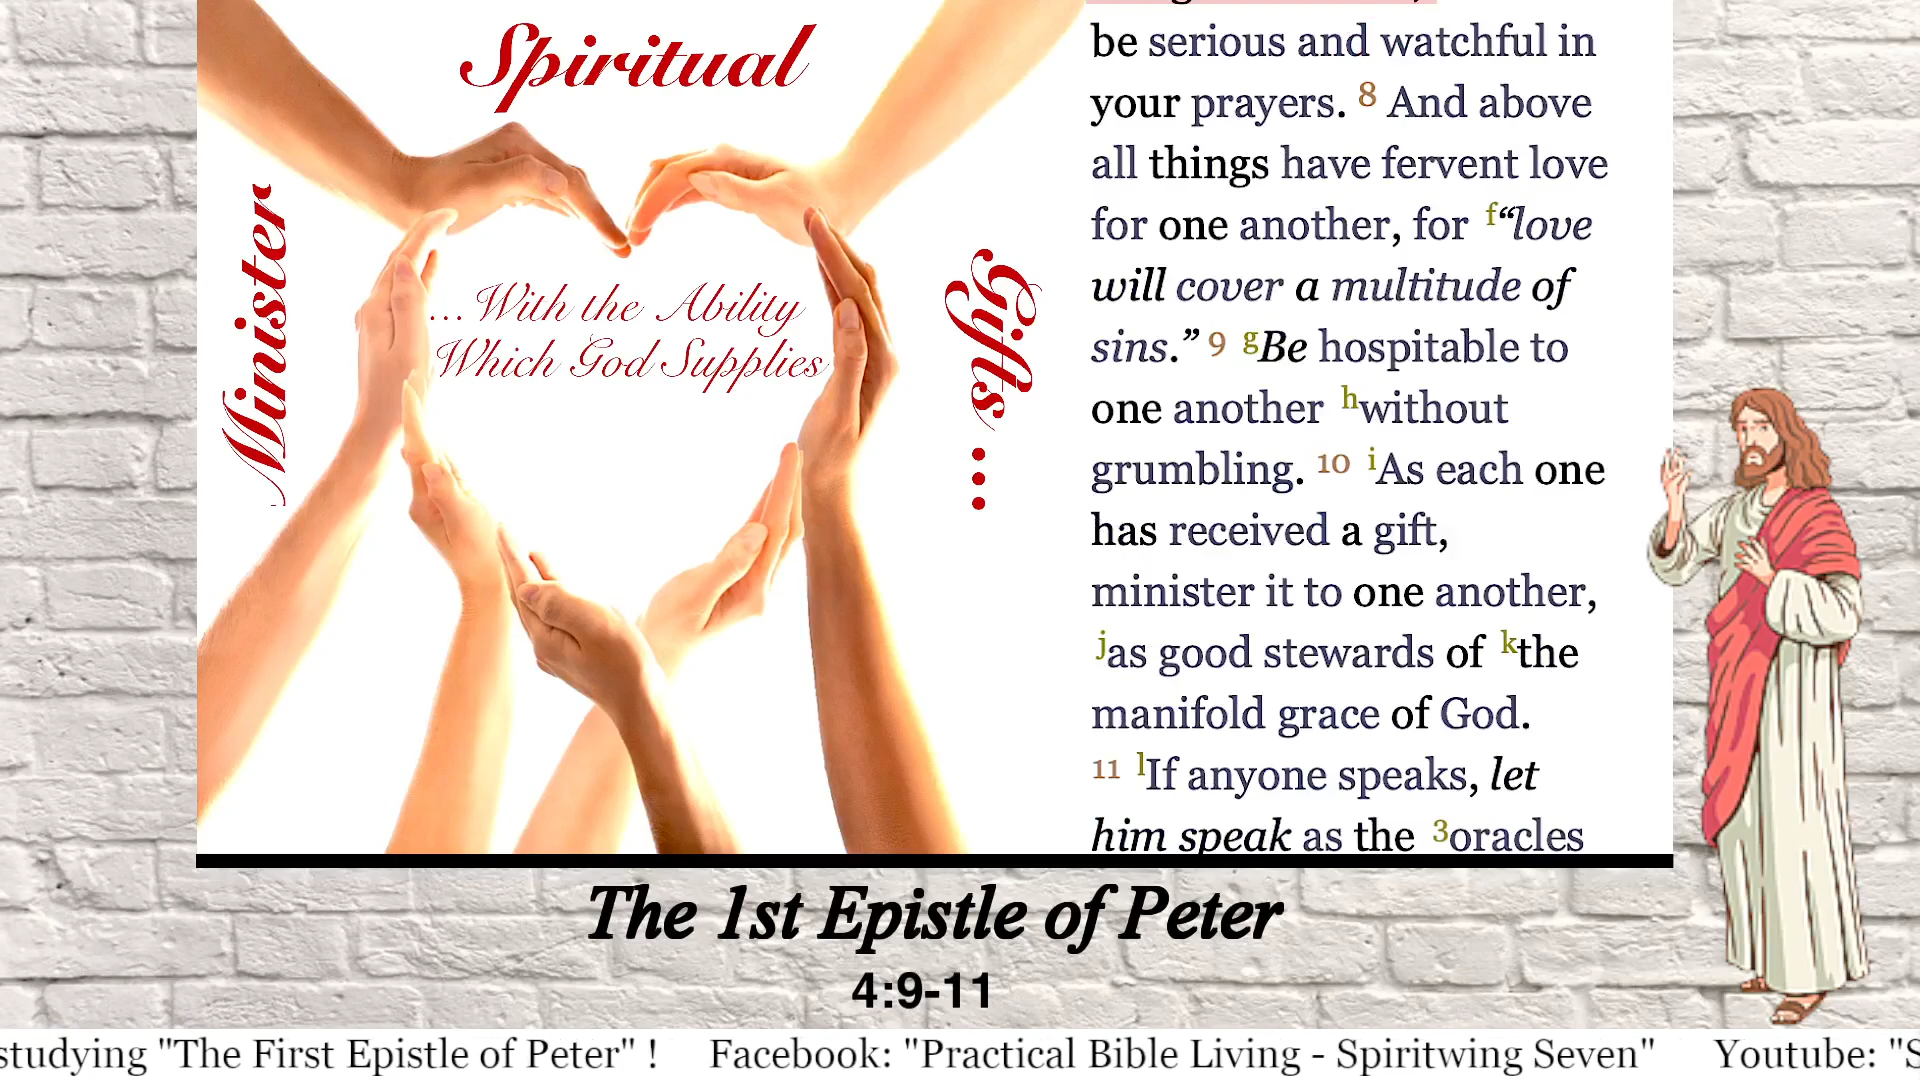 Spiritual
Minister
Gifts ...
... With the Ability
Which God Supplies
be serious and watchful in
your prayers. 8 And above
all things have fervent love
for one another, for f“love
will cover a multitude of
sins.” 9 gBe hospitable to
one another hwithout
grumbling. 10 iAs each one
has received a gift,
minister it to one another,
jas good stewards of kthe
manifold grace of God.
11 lIf anyone speaks, let
him speak as the 3oracles
The 1st Epistle of Peter
4:9-11
studying "The First Epistle of Peter" ! Facebook: "Practical Bible Living - Spiritwing Seven" Youtube: "S